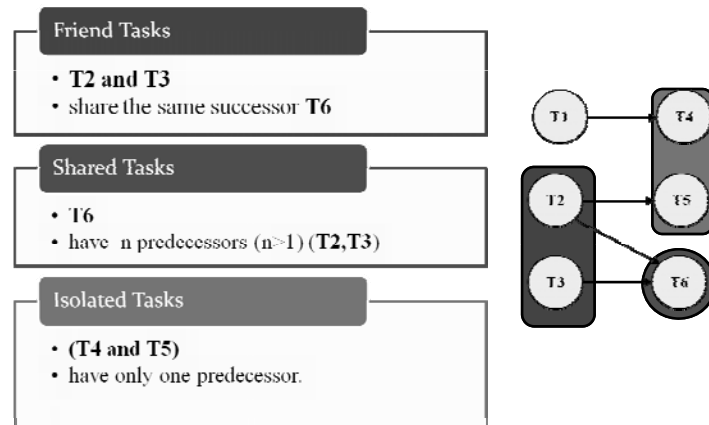 Friend Tasks
• T2 and T3
• share the same successor T6
Shared Tasks
• T6
• have n predecessors (n>1) (T2,T3)
Isolated Tasks
• (T4 and T5)
• have only one predecessor.
T1 T4
T2 T5
T3 T6